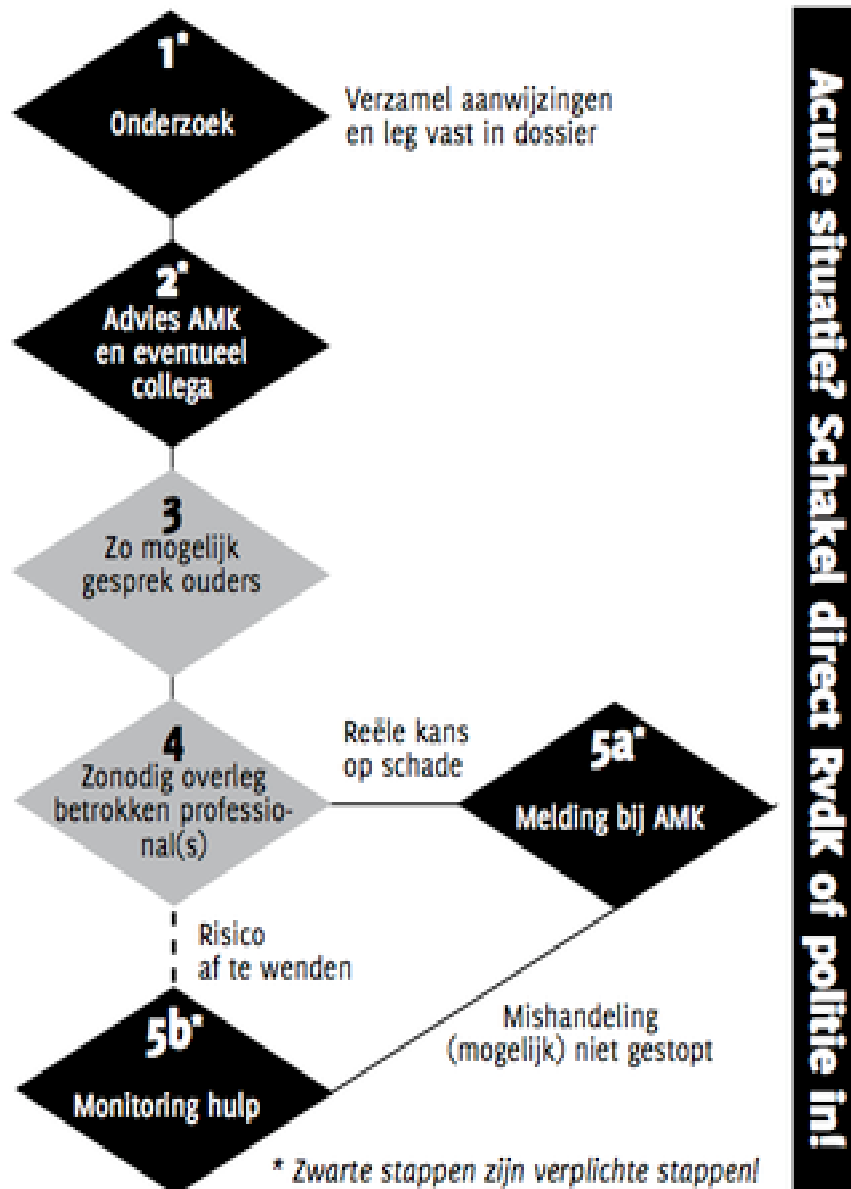 1*
Onderzoek
Verzamel aanwijzingen
en leg vast in dossier
2*
Advies AMK
en eventueel
collega
3
Zo mogelijk
gesprek ouders
4
Zonodig overleg
betrokken professio-
nal(s)
Reële kans
op schade
5a*
Melding bij AMK
Risico
af te wenden
5b*
Monitoring hulp
Mishandeling
(mogelijk) niet gestopt
* Zwarte stappen zijn verplichte stappen!
Acute situatie? Schakel direct RvdK of politie in!